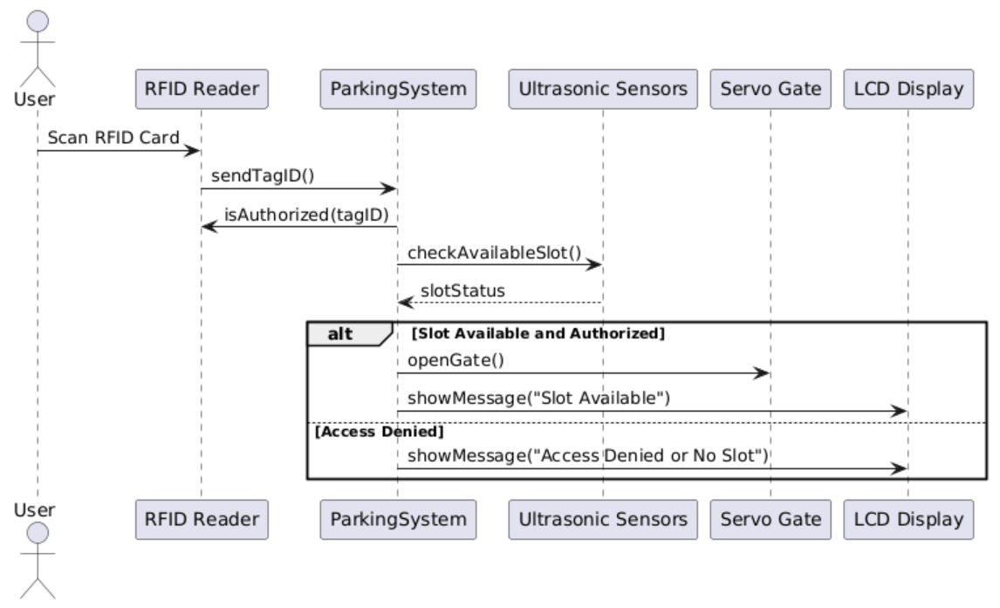 User
RFID Reader
ParkingSystem
Ultrasonic Sensors
Servo Gate
LCD Display
Scan RFID Card
sendTagID()
isAuthorized(tagID)
checkAvailableSlot()
slotStatus
alt
[Slot Available and Authorized]
openGate()
showMessage("Slot Available")
[Access Denied]
showMessage("Access Denied or No Slot")
User
RFID Reader
ParkingSystem
Ultrasonic Sensors
Servo Gate
LCD Display